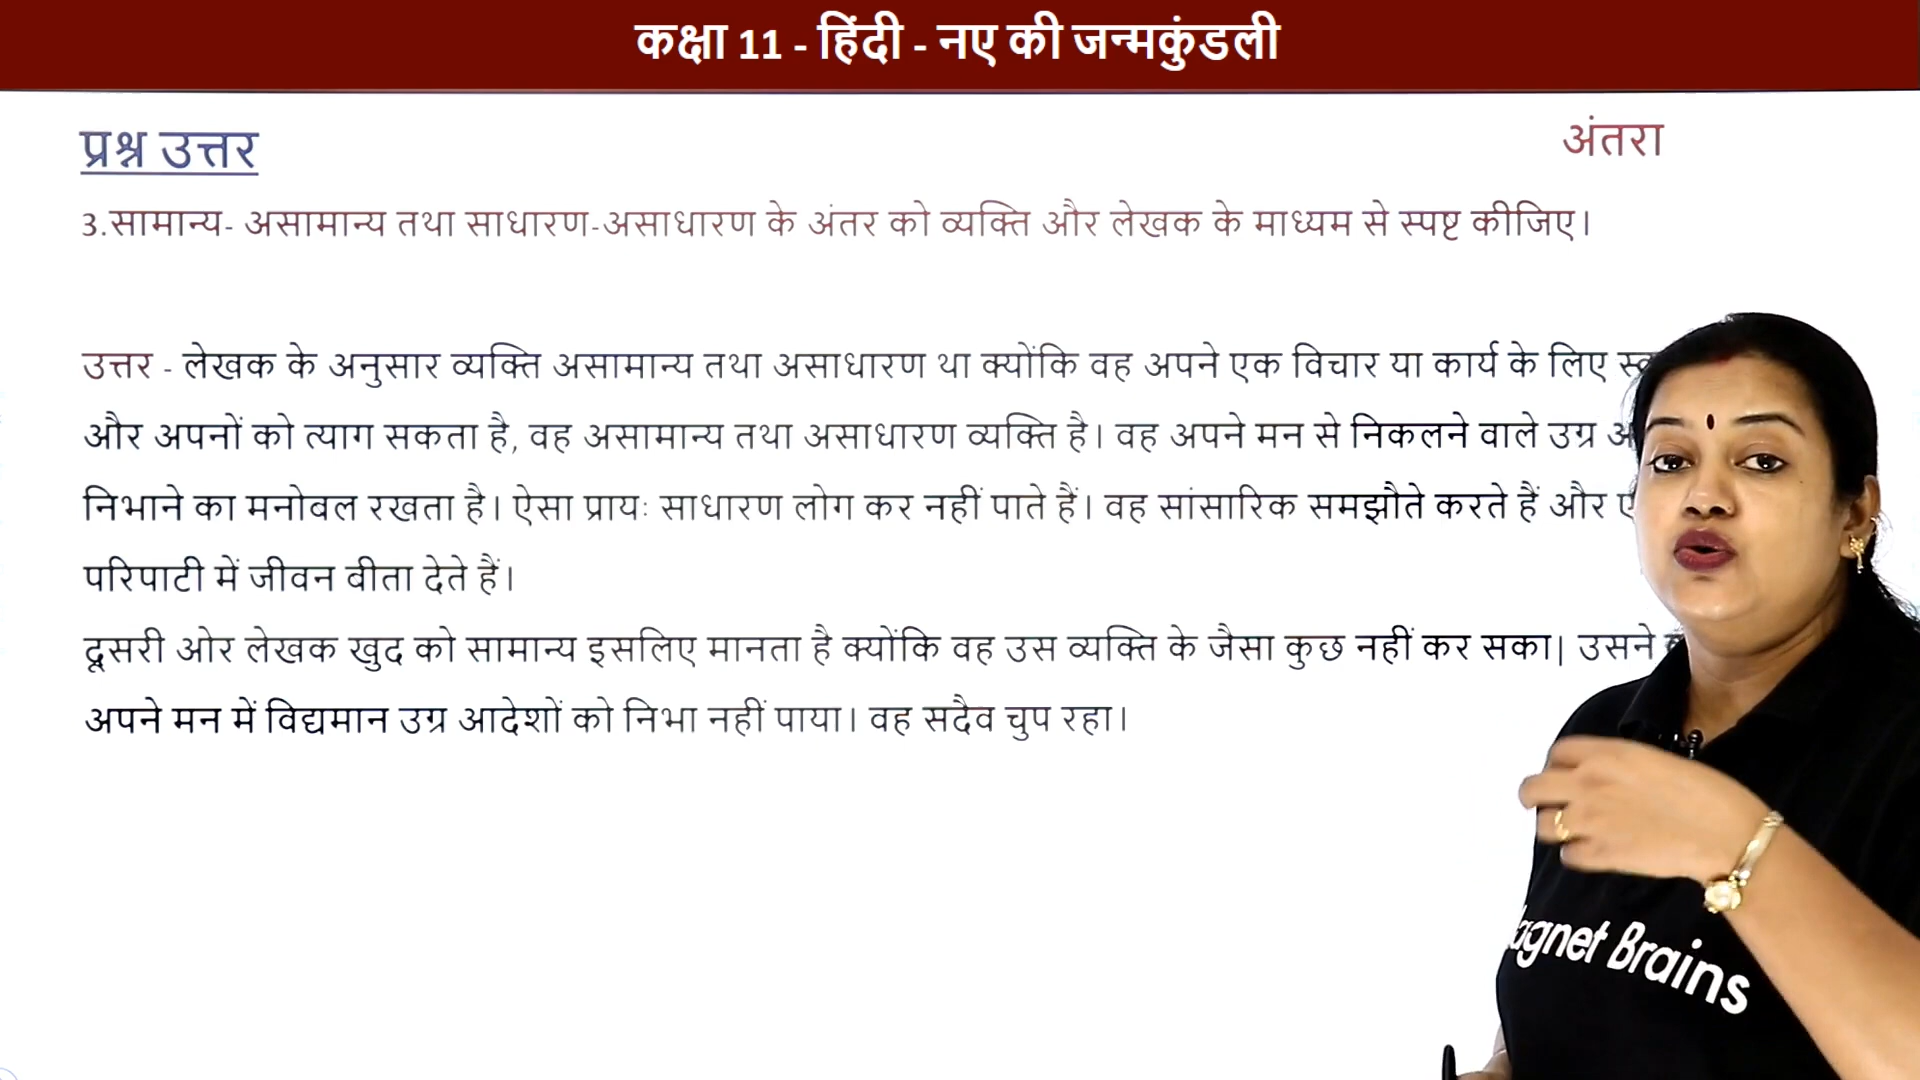 कक्षा 11 - हिंदी - नए की जन्मकुंडली
प्रश्न उत्तर
अंतरा
3.सामान्य- असामान्य तथा साधारण-असाधारण के अंतर को व्यक्ति और लेखक के माध्यम से स्पष्ट कीजिए।
उत्तर - लेखक के अनुसार व्यक्ति असामान्य तथा असाधारण था क्योंकि वह अपने एक विचार या कार्य के लिए
और अपनों को त्याग सकता है, वह असामान्य तथा असाधारण व्यक्ति है। वह अपने मन से निकलने वाले उग्र
निभाने का मनोबल रखता है। ऐसा प्रायः साधारण लोग कर नहीं पाते हैं। वह सांसारिक समझौते करते हैं और
परिपाटी में जीवन बीता देते हैं।
दूसरी ओर लेखक खुद को सामान्य इसलिए मानता है क्योंकि वह उस व्यक्ति के जैसा कुछ नहीं कर सका| उसने
अपने मन में विद्यमान उग्र आदेशों को निभा नहीं पाया। वह सदैव चुप रहा।
Brains